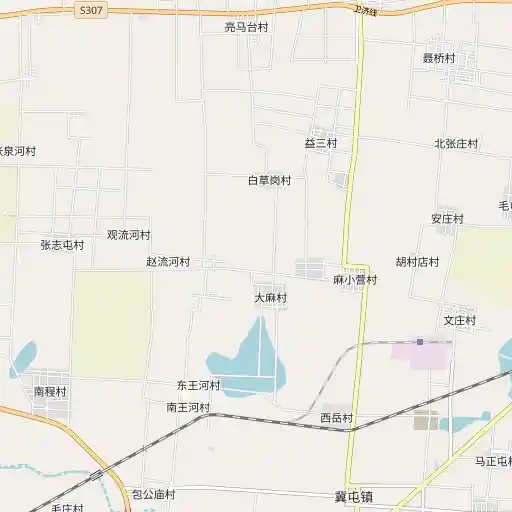 S307
卫济线
亮马台村
聂桥村
益三村
北张庄村
泉河村
白草岗村
毛
安庄村
观流河村
张志屯村
赵流河村
胡村店村
麻小营村
大麻村
文庄村
东王河村
南程村
南王河村
西岳村
马正屯村
包公庙村
冀屯镇
毛庄村